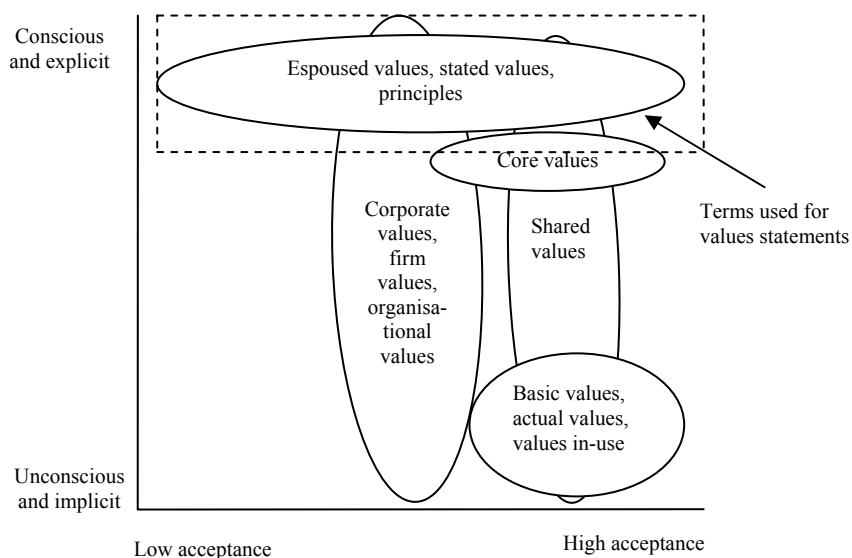 Conscious
and explicit
Espoused values, stated values,
principles
Core values
Corporate
values,
firm
values,
organisa-
tional
values
Shared
values
Terms used for
values statements
Basic values,
actual values,
values in-use
Unconscious
and implicit
Low acceptance
High acceptance